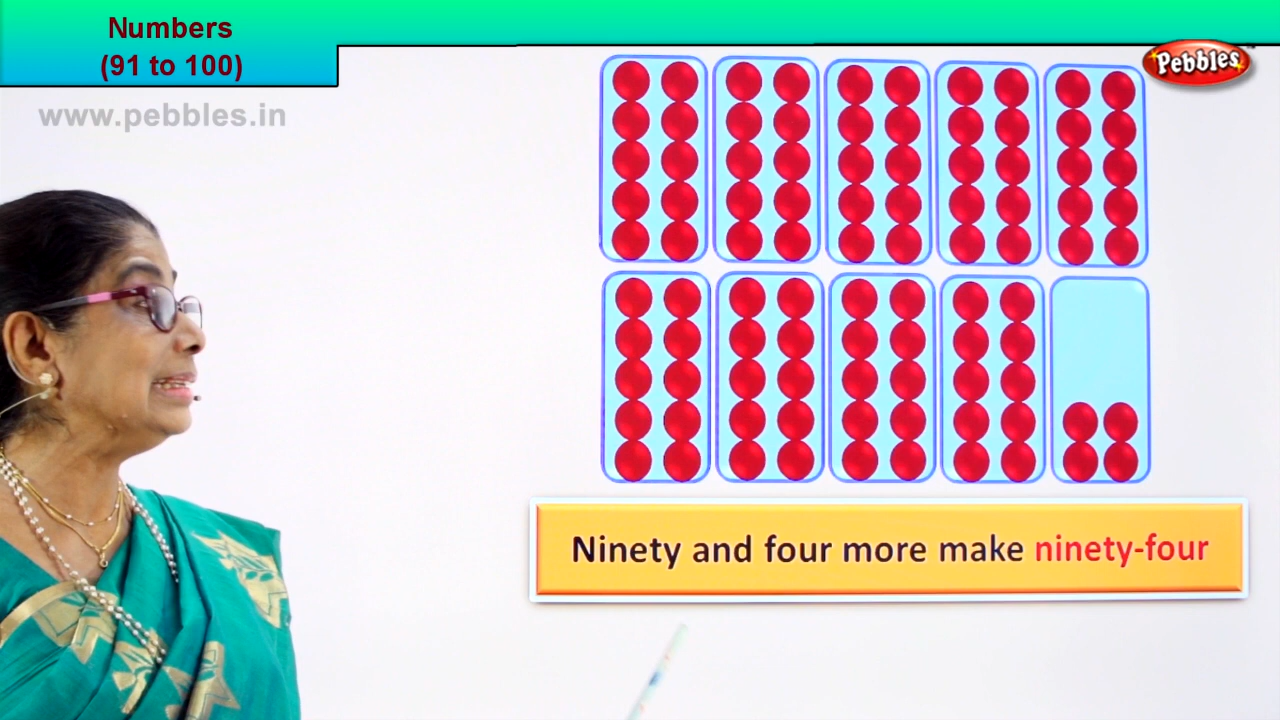 Numbers
(91 to 100)
Pebbles
www.pebbles.in
Ninety and four more make ninety-four